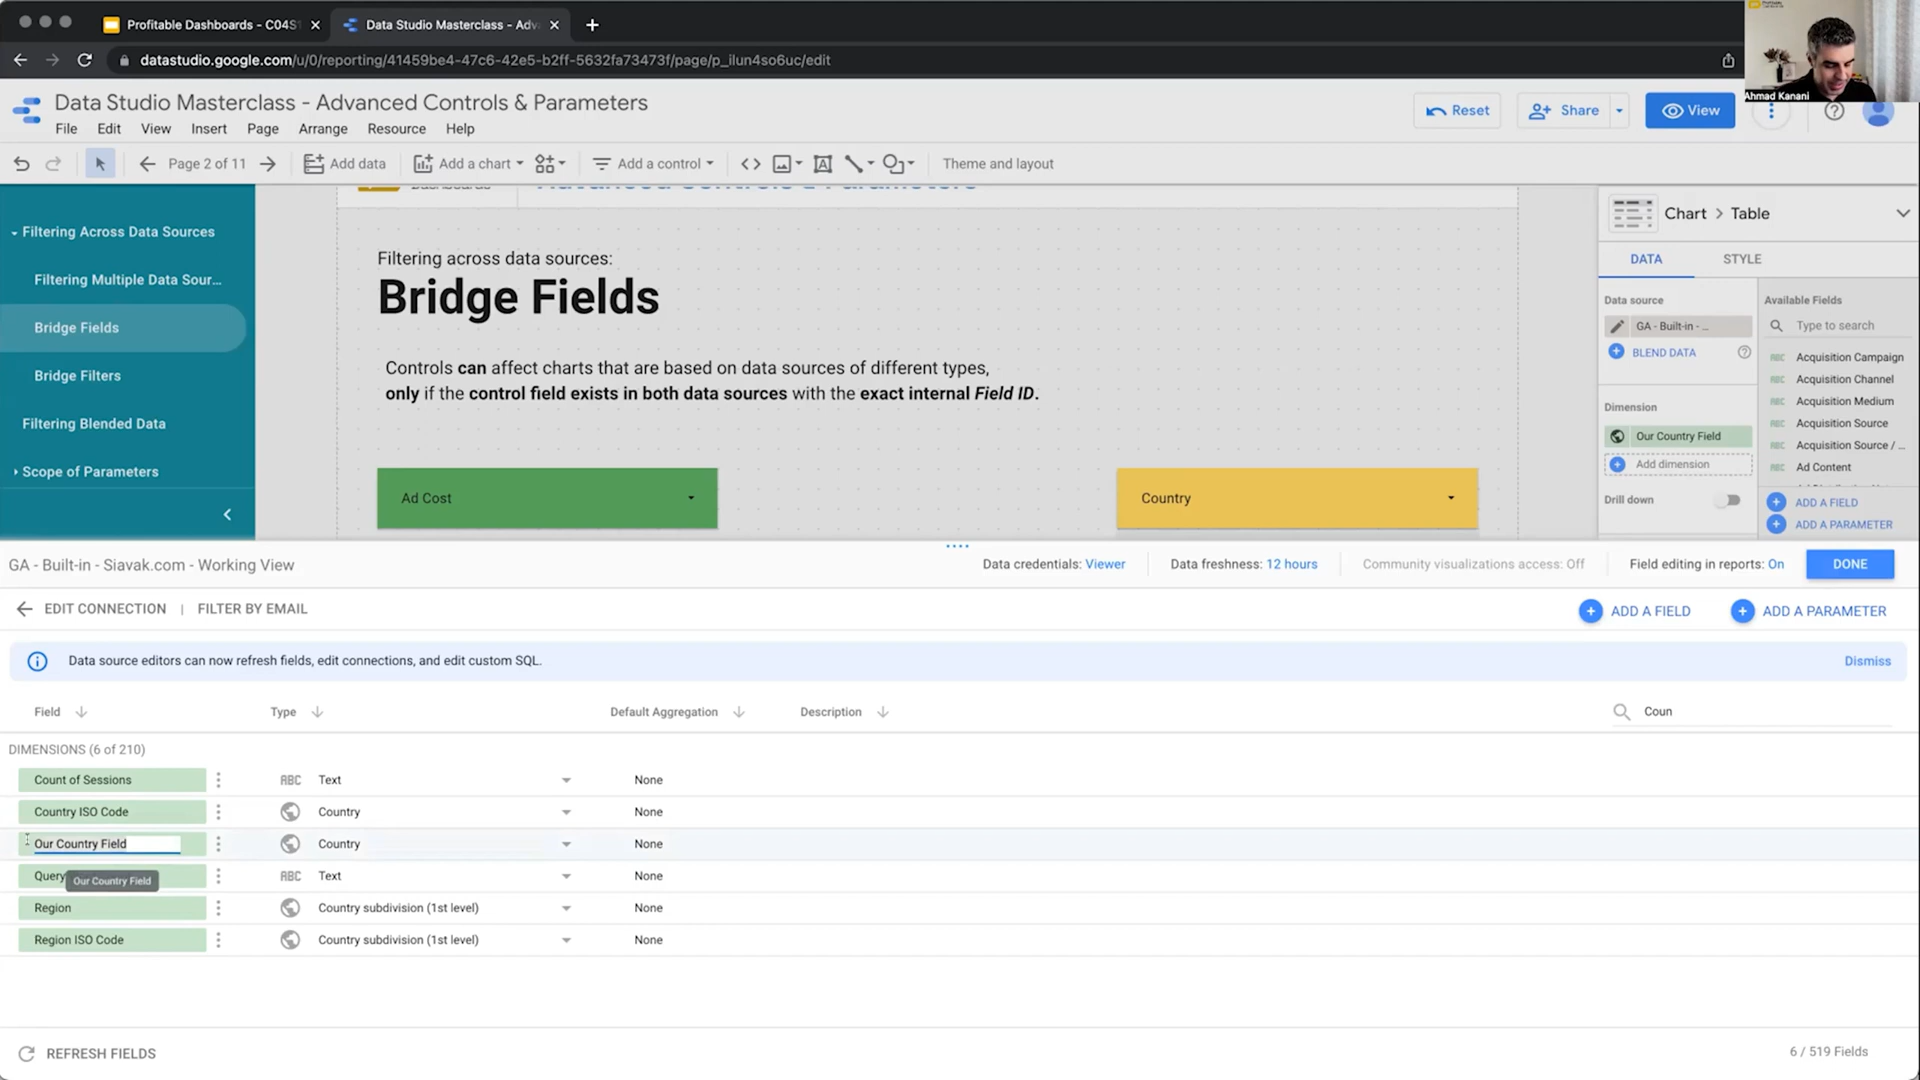 Profitable Dashboards - C04S
Data Studio Masterclass - Adv
datastudio.google.com/u/0/reporting/41459be4-47c6-42e5-b2ff-5632fa73473f/page/p_ilun4so6uc/edit
Ahmad Kanani
Data Studio Masterclass - Advanced Controls & Parameters
File Edit View Insert Page Arrange Resource Help
Reset
Share
View
Page 2 of 11
Add data
Add a chart
Add a control
Theme and layout
Filtering Across Data Sources
Filtering Multiple Data Sour...
Bridge Fields
Bridge Filters
Filtering Blended Data
Scope of Parameters
Filtering across data sources:
Bridge Fields
Controls can affect charts that are based on data sources of different types,
only if the control field exists in both data sources with the exact internal Field ID.
Ad Cost
Country
Chart > Table
DATA STYLE
Data source
GA - Built-in - ...
BLEND DATA
Dimension
Our Country Field
Add dimension
Drill down
Available Fields
Type to search
ABC Acquisition Campaign
ABC Acquisition Channel
ABC Acquisition Medium
ABC Acquisition Source
ABC Acquisition Source / ...
ABC Ad Content
ADD A FIELD
ADD A PARAMETER
GA - Built-in - Siavak.com - Working View
Data credentials: Viewer
Data freshness: 12 hours
Community visualizations access: Off
Field editing in reports: On
DONE
EDIT CONNECTION | FILTER BY EMAIL
ADD A FIELD
ADD A PARAMETER
Data source editors can now refresh fields, edit connections, and edit custom SQL.
Dismiss
Field Type Default Aggregation Description
Coun
DIMENSIONS (6 of 210)
Count of Sessions ABC Text None
Country ISO Code Country None
Our Country Field Country None
Query ABC Text None
Our Country Field
Region Country subdivision (1st level) None
Region ISO Code Country subdivision (1st level) None
REFRESH FIELDS
6 / 519 Fields